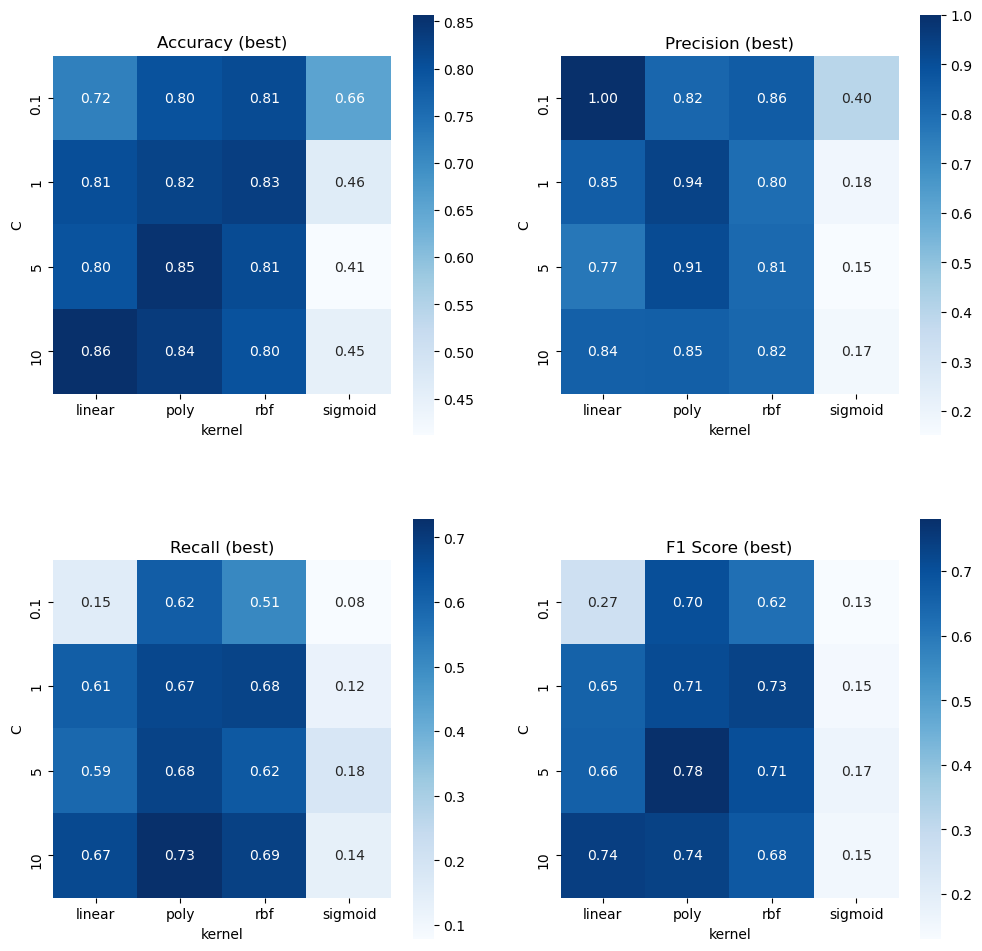 Accuracy (best)
0.1 0.72 0.80 0.81 0.66
1 0.81 0.82 0.83 0.46
5 0.80 0.85 0.81 0.41
10 0.86 0.84 0.80 0.45
C
linear poly rbf sigmoid
kernel
0.85
0.80
0.75
0.70
0.65
0.60
0.55
0.50
0.45
Precision (best)
0.1 1.00 0.82 0.86 0.40
1 0.85 0.94 0.80 0.18
5 0.77 0.91 0.81 0.15
10 0.84 0.85 0.82 0.17
C
linear poly rbf sigmoid
kernel
1.0
0.9
0.8
0.7
0.6
0.5
0.4
0.3
0.2
Recall (best)
0.1 0.15 0.62 0.51 0.08
1 0.61 0.67 0.68 0.12
5 0.59 0.68 0.62 0.18
10 0.67 0.73 0.69 0.14
C
linear poly rbf sigmoid
kernel
0.7
0.6
0.5
0.4
0.3
0.2
0.1
F1 Score (best)
0.1 0.27 0.70 0.62 0.13
1 0.65 0.71 0.73 0.15
5 0.66 0.78 0.71 0.17
10 0.74 0.74 0.68 0.15
C
linear poly rbf sigmoid
kernel
0.7
0.6
0.5
0.4
0.3
0.2